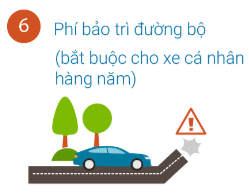 6 Phí bảo trì đường bộ
(bắt buộc cho xe cá nhân
hàng năm)